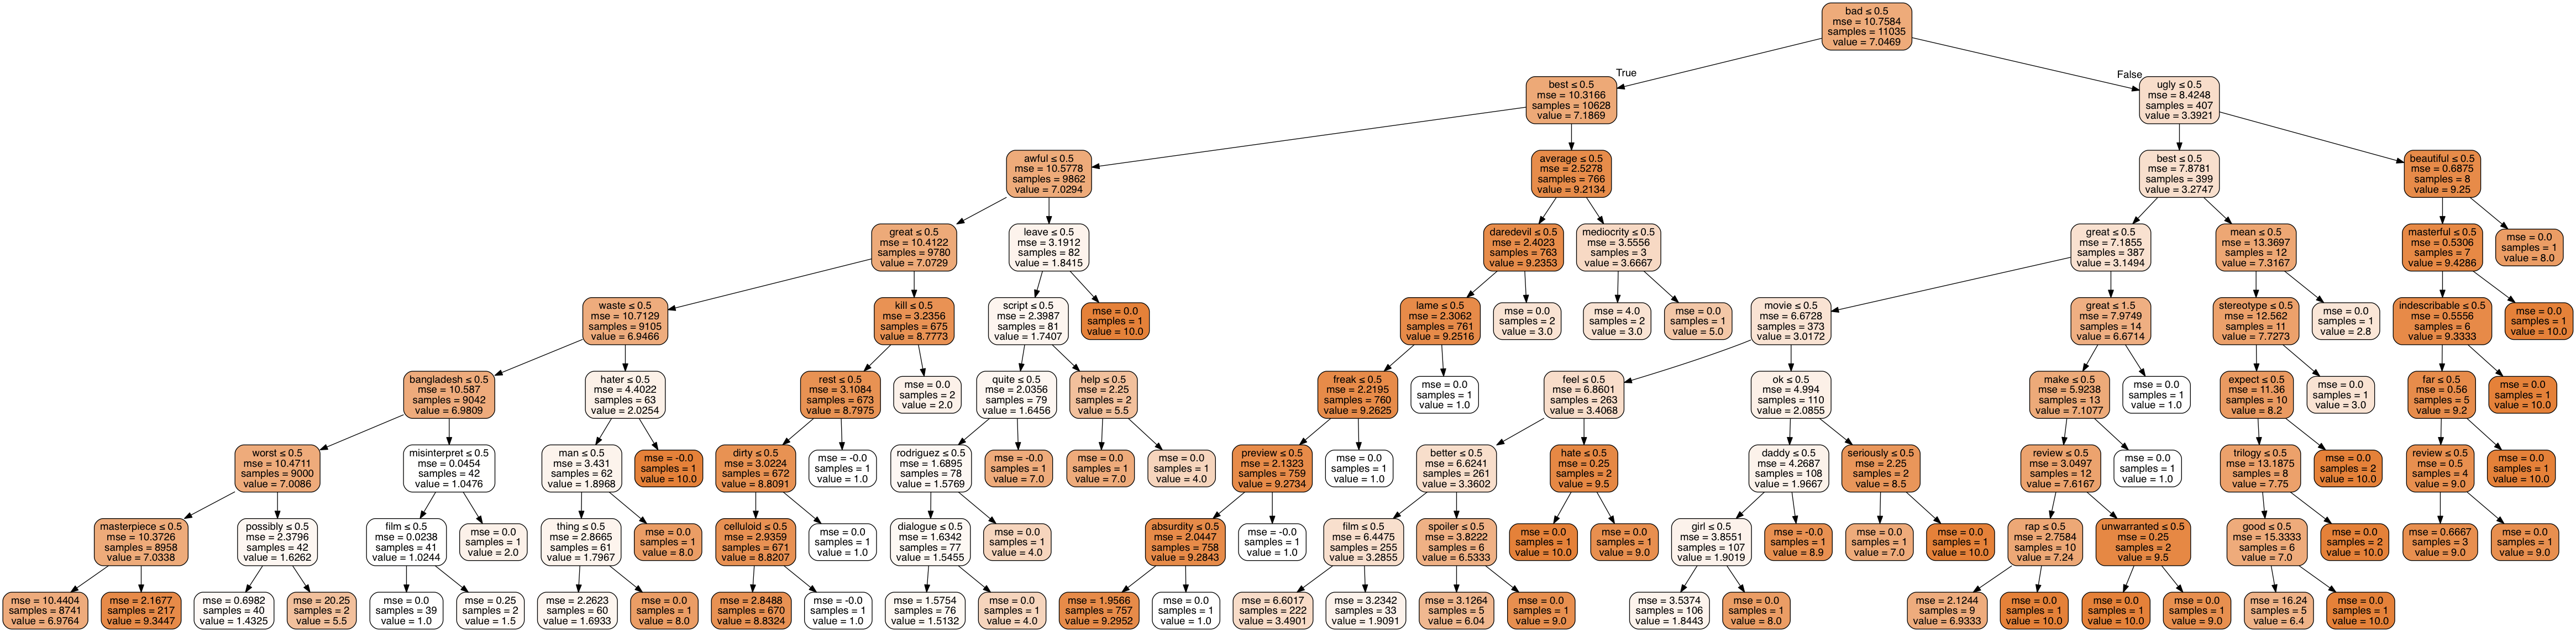 bad ≤ 0.5
mse = 10.7584
samples = 11035
value = 7.0469
True
False
best ≤ 0.5
mse = 10.3166
samples = 10628
value = 7.1869
ugly ≤ 0.5
mse = 8.4248
samples = 407
value = 3.3921
awful ≤ 0.5
mse = 10.5778
samples = 9862
value = 7.0294
average ≤ 0.5
mse = 2.5278
samples = 766
value = 9.2134
best ≤ 0.5
mse = 7.8781
samples = 399
value = 3.2747
beautiful ≤ 0.5
mse = 0.6875
samples = 8
value = 9.25
great ≤ 0.5
mse = 10.4122
samples = 9780
value = 7.0729
leave ≤ 0.5
mse = 3.1912
samples = 82
value = 1.8415
daredevil ≤ 0.5
mse = 2.4023
samples = 763
value = 9.2353
mediocrity ≤ 0.5
mse = 3.5556
samples = 3
value = 3.6667
great ≤ 0.5
mse = 7.1855
samples = 387
value = 3.1494
mean ≤ 0.5
mse = 13.3697
samples = 12
value = 7.3167
masterful ≤ 0.5
mse = 0.5306
samples = 7
value = 9.4286
mse = 0.0
samples = 1
value = 8.0
waste ≤ 0.5
mse = 10.7129
samples = 9105
value = 6.9466
kill ≤ 0.5
mse = 3.2356
samples = 675
value = 8.7773
script ≤ 0.5
mse = 2.3987
samples = 81
value = 1.7407
mse = 0.0
samples = 1
value = 10.0
lame ≤ 0.5
mse = 2.3062
samples = 761
value = 9.2516
mse = 0.0
samples = 2
value = 3.0
mse = 4.0
samples = 2
value = 3.0
mse = 0.0
samples = 1
value = 5.0
movie ≤ 0.5
mse = 6.6728
samples = 373
value = 3.0172
great ≤ 1.5
mse = 7.9749
samples = 14
value = 6.6714
stereotype ≤ 0.5
mse = 12.562
samples = 11
value = 7.7273
mse = 0.0
samples = 1
value = 2.8
indescribable ≤ 0.5
mse = 0.5556
samples = 6
value = 9.3333
mse = 0.0
samples = 1
value = 10.0
bangladesh ≤ 0.5
mse = 10.587
samples = 9042
value = 6.9809
hater ≤ 0.5
mse = 4.4022
samples = 63
value = 2.0254
rest ≤ 0.5
mse = 3.1084
samples = 673
value = 8.7975
mse = 0.0
samples = 2
value = 2.0
quite ≤ 0.5
mse = 2.0356
samples = 79
value = 1.6456
help ≤ 0.5
mse = 2.25
samples = 2
value = 5.5
freak ≤ 0.5
mse = 2.2195
samples = 760
value = 9.2625
mse = 0.0
samples = 1
value = 1.0
feel ≤ 0.5
mse = 6.8601
samples = 263
value = 3.4068
ok ≤ 0.5
mse = 4.994
samples = 110
value = 2.0855
make ≤ 0.5
mse = 5.9238
samples = 13
value = 7.1077
mse = 0.0
samples = 1
value = 1.0
expect ≤ 0.5
mse = 11.36
samples = 10
value = 8.2
mse = 0.0
samples = 1
value = 3.0
far ≤ 0.5
mse = 0.56
samples = 5
value = 9.2
mse = 0.0
samples = 1
value = 10.0
worst ≤ 0.5
mse = 10.4711
samples = 9000
value = 7.0086
misinterpret ≤ 0.5
mse = 0.0454
samples = 42
value = 1.0476
man ≤ 0.5
mse = 3.431
samples = 62
value = 1.8968
mse = -0.0
samples = 1
value = 10.0
dirty ≤ 0.5
mse = 3.0224
samples = 672
value = 8.8091
mse = -0.0
samples = 1
value = 1.0
rodriguez ≤ 0.5
mse = 1.6895
samples = 78
value = 1.5769
mse = -0.0
samples = 1
value = 7.0
mse = 0.0
samples = 1
value = 7.0
mse = 0.0
samples = 1
value = 4.0
preview ≤ 0.5
mse = 2.1323
samples = 759
value = 9.2734
mse = 0.0
samples = 1
value = 1.0
better ≤ 0.5
mse = 6.6241
samples = 261
value = 3.3602
hate ≤ 0.5
mse = 0.25
samples = 2
value = 9.5
daddy ≤ 0.5
mse = 4.2687
samples = 108
value = 1.9667
seriously ≤ 0.5
mse = 2.25
samples = 2
value = 8.5
review ≤ 0.5
mse = 3.0497
samples = 12
value = 7.6167
mse = 0.0
samples = 1
value = 1.0
trilogy ≤ 0.5
mse = 13.1875
samples = 8
value = 7.75
mse = 0.0
samples = 2
value = 10.0
review ≤ 0.5
mse = 0.5
samples = 4
value = 9.0
mse = 0.0
samples = 1
value = 10.0
masterpiece ≤ 0.5
mse = 10.3726
samples = 8958
value = 7.0338
possibly ≤ 0.5
mse = 2.3796
samples = 42
value = 1.6262
film ≤ 0.5
mse = 0.0238
samples = 41
value = 1.0244
mse = 0.0
samples = 1
value = 2.0
thing ≤ 0.5
mse = 2.8665
samples = 61
value = 1.7967
mse = 0.0
samples = 1
value = 8.0
celluloid ≤ 0.5
mse = 2.9359
samples = 671
value = 8.8207
mse = 0.0
samples = 1
value = 1.0
dialogue ≤ 0.5
mse = 1.6342
samples = 77
value = 1.5455
mse = 0.0
samples = 1
value = 4.0
absurdity ≤ 0.5
mse = 2.0447
samples = 758
value = 9.2843
mse = -0.0
samples = 1
value = 1.0
film ≤ 0.5
mse = 6.4475
samples = 255
value = 3.2855
spoiler ≤ 0.5
mse = 3.8222
samples = 6
value = 6.5333
mse = 0.0
samples = 1
value = 10.0
mse = 0.0
samples = 1
value = 9.0
girl ≤ 0.5
mse = 3.8551
samples = 107
value = 1.9019
mse = -0.0
samples = 1
value = 8.9
mse = 0.0
samples = 1
value = 7.0
mse = 0.0
samples = 1
value = 10.0
rap ≤ 0.5
mse = 2.7584
samples = 10
value = 7.24
unwarranted ≤ 0.5
mse = 0.25
samples = 2
value = 9.5
good ≤ 0.5
mse = 15.3333
samples = 6
value = 7.0
mse = 0.0
samples = 2
value = 10.0
mse = 0.6667
samples = 3
value = 9.0
mse = 0.0
samples = 1
value = 9.0
mse = 10.4404
samples = 8741
value = 6.9764
mse = 2.1677
samples = 217
value = 9.3447
mse = 0.6982
samples = 40
value = 1.4325
mse = 20.25
samples = 2
value = 5.5
mse = 0.0
samples = 39
value = 1.0
mse = 0.25
samples = 2
value = 1.5
mse = 2.2623
samples = 60
value = 1.6933
mse = 0.0
samples = 1
value = 8.0
mse = 2.8488
samples = 670
value = 8.8324
mse = -0.0
samples = 1
value = 1.0
mse = 1.5754
samples = 76
value = 1.5132
mse = 0.0
samples = 1
value = 4.0
mse = 1.9566
samples = 757
value = 9.2952
mse = 0.0
samples = 1
value = 1.0
mse = 6.6017
samples = 222
value = 3.4901
mse = 3.2342
samples = 33
value = 1.9091
mse = 3.1264
samples = 5
value = 6.04
mse = 0.0
samples = 1
value = 9.0
mse = 3.5374
samples = 106
value = 1.8443
mse = 0.0
samples = 1
value = 8.0
mse = 2.1244
samples = 9
value = 6.9333
mse = 0.0
samples = 1
value = 10.0
mse = 0.0
samples = 1
value = 10.0
mse = 0.0
samples = 1
value = 9.0
mse = 16.24
samples = 5
value = 6.4
mse = 0.0
samples = 1
value = 10.0